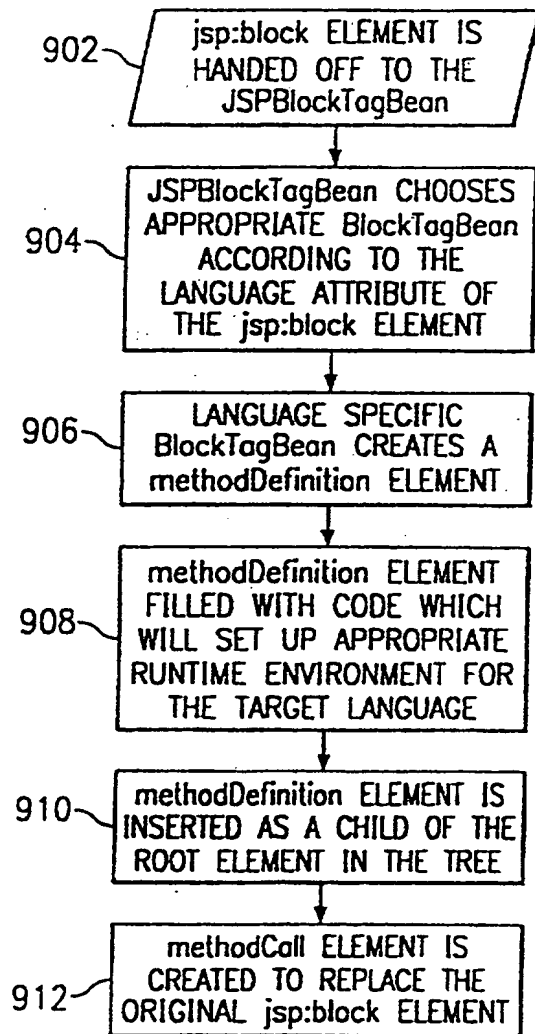 902
jsp:block ELEMENT IS
HANDED OFF TO THE
JSPBlockTagBean
904
JSPBlockTagBean CHOOSES
APPROPRIATE BlockTagBean
ACCORDING TO THE
LANGUAGE ATTRIBUTE OF
THE jsp:block ELEMENT
906
LANGUAGE SPECIFIC
BlockTagBean CREATES A
methodDefinition ELEMENT
908
methodDefinition ELEMENT
FILLED WITH CODE WHICH
WILL SET UP APPROPRIATE
RUNTIME ENVIRONMENT FOR
THE TARGET LANGUAGE
910
methodDefinition ELEMENT IS
INSERTED AS A CHILD OF THE
ROOT ELEMENT IN THE TREE
912
methodCall ELEMENT IS
CREATED TO REPLACE THE
ORIGINAL jsp:block ELEMENT